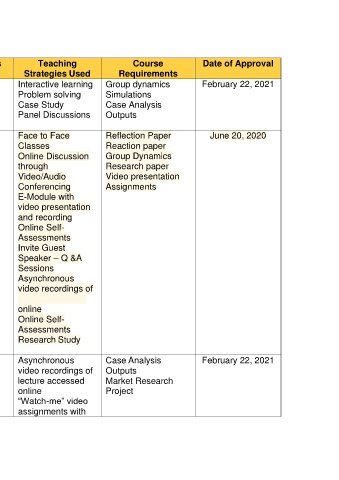 s
Teaching
Strategies Used
Course
Requirements
Date of Approval
Interactive learning
Problem solving
Case Study
Panel Discussions
Group dynamics
Simulations
Case Analysis
Outputs
February 22, 2021
Face to Face
Classes
Online Discussion
through
Video/Audio
Conferencing
E-Module with
video presentation
and recording
Online Self-
Assessments
Invite Guest
Speaker – Q &A
Sessions
Asynchronous
video recordings of
online
Online Self-
Assessments
Research Study
Reflection Paper
Reaction paper
Group Dynamics
Research paper
Video presentation
Assignments
June 20, 2020
Asynchronous
video recordings of
lecture accessed
online
“Watch-me” video
assignments with
Case Analysis
Outputs
Market Research
Project
February 22, 2021